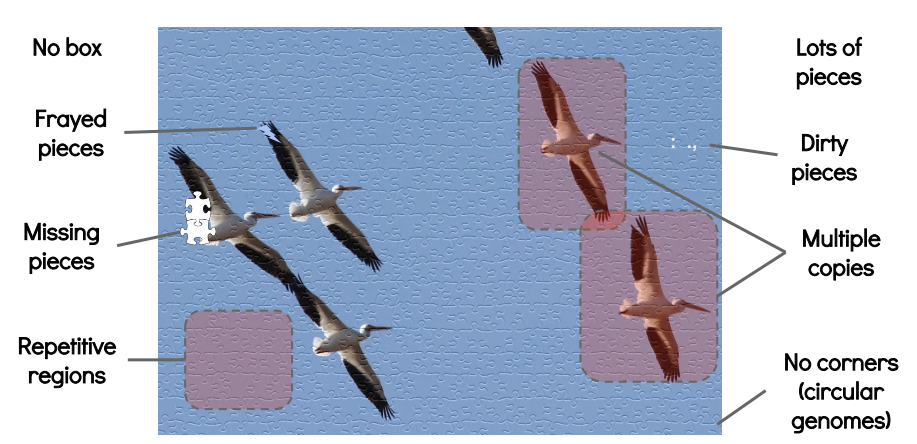 No box
Frayed
pieces
Missing
pieces
Repetitive
regions
Lots of
pieces
Dirty
pieces
Multiple
copies
No corners
(circular
genomes)